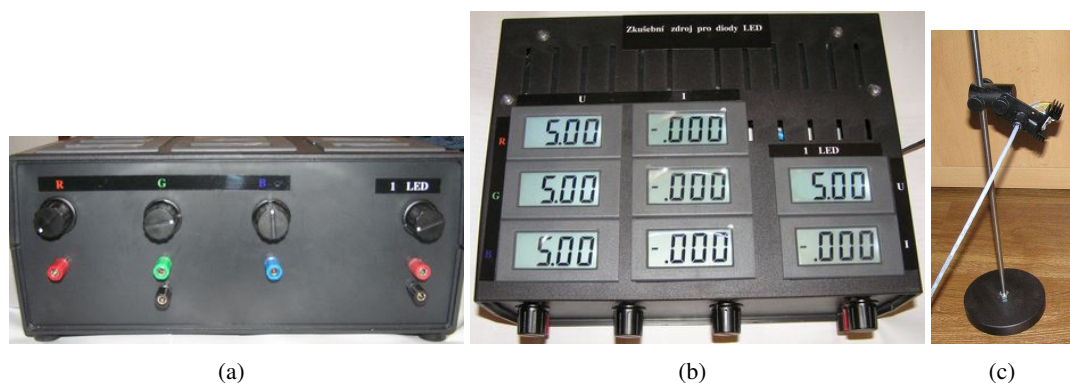 R G B 1 LED
Zkušební zdroj pro diody LED
U I
R 5.00 -.000
1 LED
G 5.00 -.000 5.00 U
B 5.00 -.000 -.000 I
(a) (b) (c)